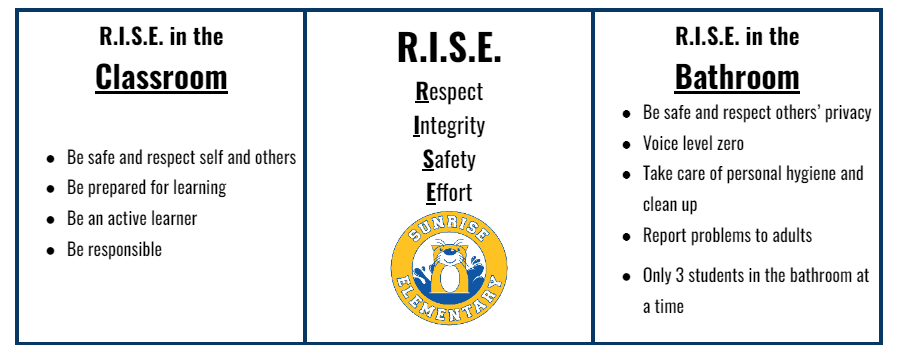 R.I.S.E. in the
Classroom
● Be safe and respect self and others
● Be prepared for learning
● Be an active learner
● Be responsible
R.I.S.E.
Respect
Integrity
Safety
Effort
SUNRISE
ELEMENTARY
R.I.S.E. in the
Bathroom
● Be safe and respect others’ privacy
● Voice level zero
● Take care of personal hygiene and
clean up
● Report problems to adults
● Only 3 students in the bathroom at
a time